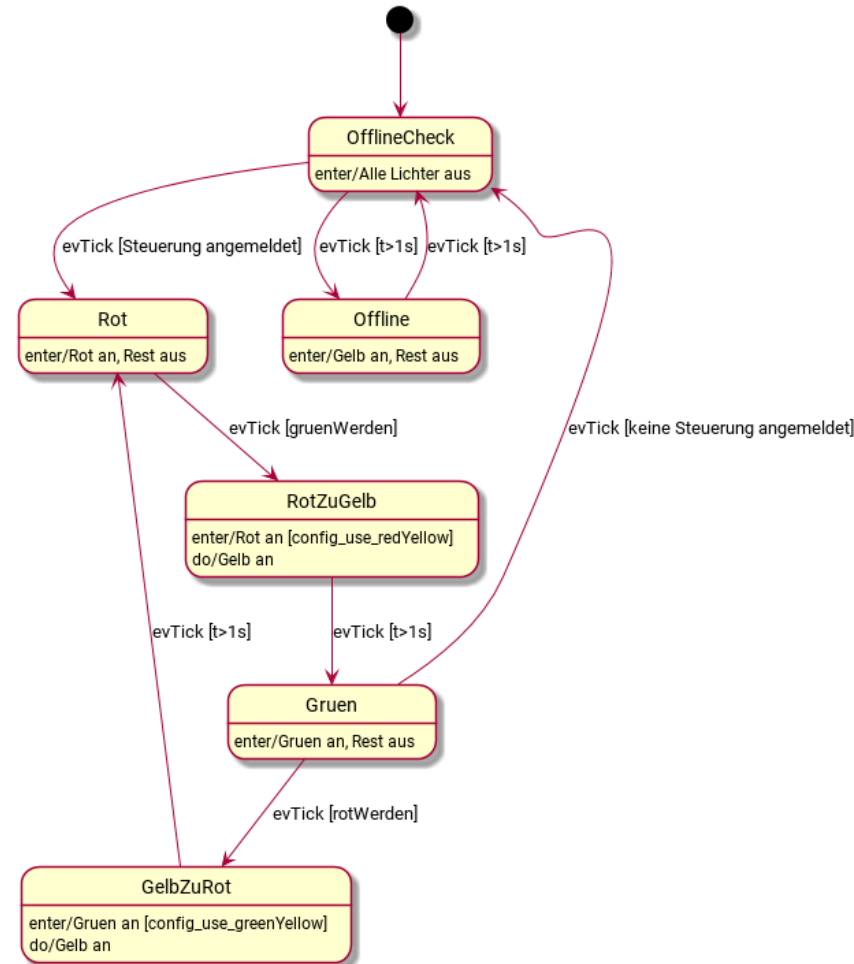 OfflineCheck
enter/Alle Lichter aus
evTick [Steuerung angemeldet]
evTick [t>1s]
evTick [t>1s]
Rot
enter/Rot an, Rest aus
Offline
enter/Gelb an, Rest aus
evTick [gruenWerden]
evTick [keine Steuerung angemeldet]
RotZuGelb
enter/Rot an [config_use_redYellow]
do/Gelb an
evTick [t>1s]
evTick [t>1s]
Gruen
enter/Gruen an, Rest aus
evTick [rotWerden]
GelbZuRot
enter/Gruen an [config_use_greenYellow]
do/Gelb an